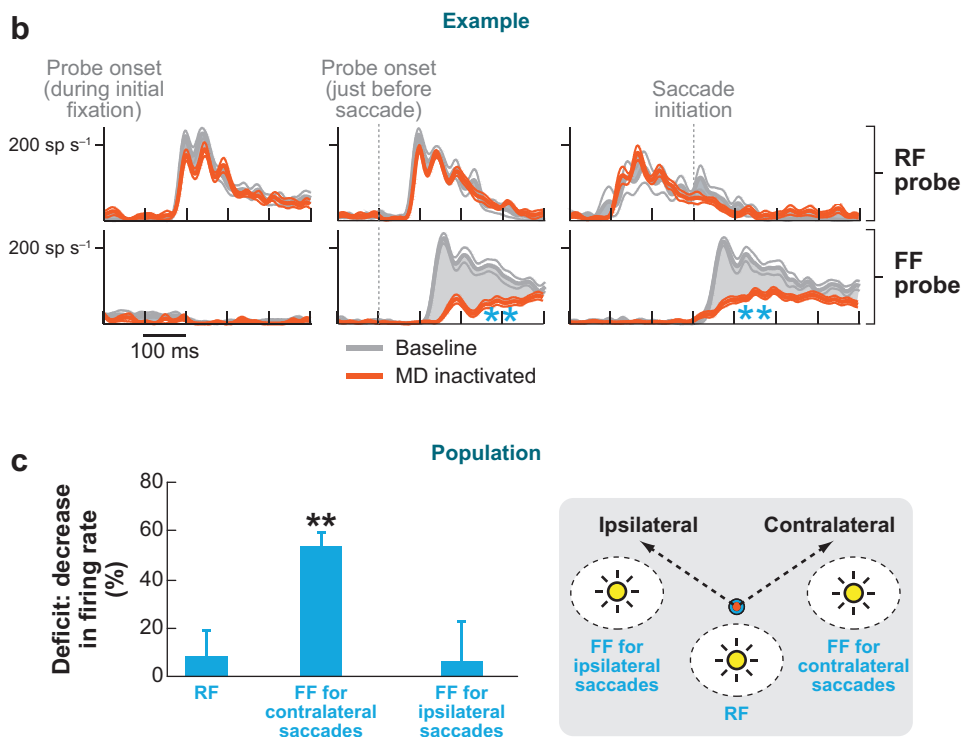 b
Example
Probe onset
(during initial
fixation)
Probe onset
(just before
saccade)
Saccade
initiation
200 sp s⁻¹
RF
probe
200 sp s⁻¹
FF
probe
**
**
100 ms
Baseline
MD inactivated
c
Population
Deficit: decrease
in firing rate
(%)
80
60
40
20
0
**
RF
FF for
contralateral
saccades
FF for
ipsilateral
saccades
Ipsilateral
Contralateral
FF for
ipsilateral
saccades
FF for
contralateral
saccades
RF